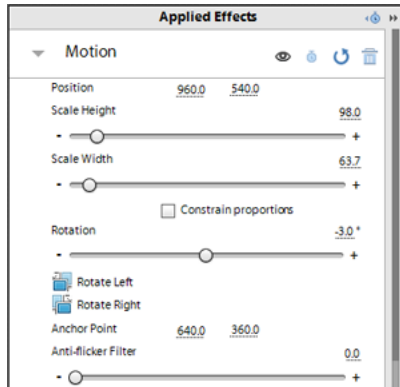 Applied Effects
Motion
Position 960.0 540.0
Scale Height 98.0
- +
Scale Width 63.7
- +
Constrain proportions
Rotation -3.0 °
- +
Rotate Left
Rotate Right
Anchor Point 640.0 360.0
Anti-flicker Filter 0.0
- +